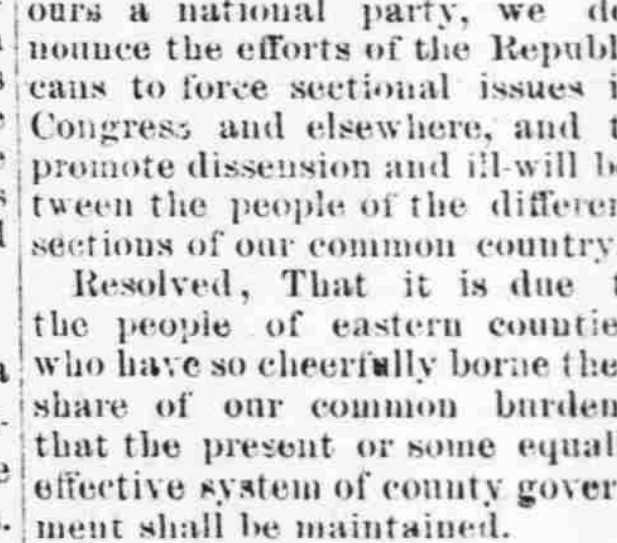 ours a national party, we de
nounce the efforts of the Republi
cans to force sectional issues i
Congress and elsewhere, and t
promote dissension and ill-will be
tween the people of the differen
sections of our common country
Resolved, That it is due t
the people of eastern countie
who have so cheerfully borne the
share of our common burden
that the present or some equall
effective system of county govern
ment shall be maintained.